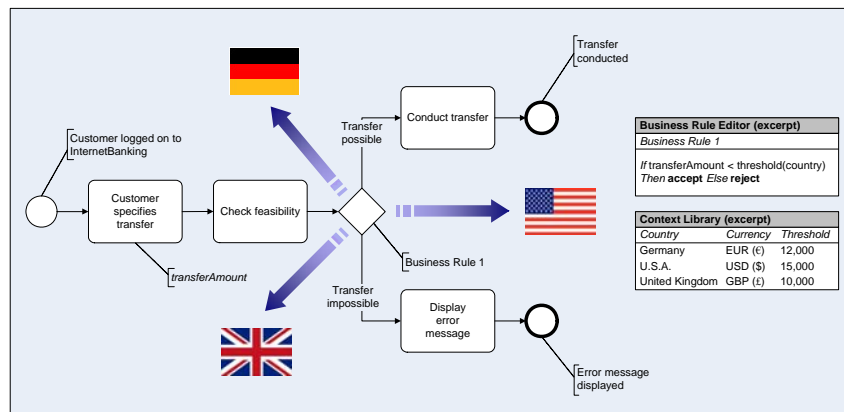 Customer logged on to
InternetBanking
Customer
specifies
transfer
transferAmount
Check feasibility
Business Rule 1
Transfer
possible
Conduct transfer
Transfer
conducted
Transfer
impossible
Display
error
message
Error message
displayed
Business Rule Editor (excerpt)
Business Rule 1
If transferAmount < threshold(country)
Then accept Else reject
Context Library (excerpt)
Country Currency Threshold
Germany EUR (€) 12,000
U.S.A. USD ($) 15,000
United Kingdom GBP (£) 10,000